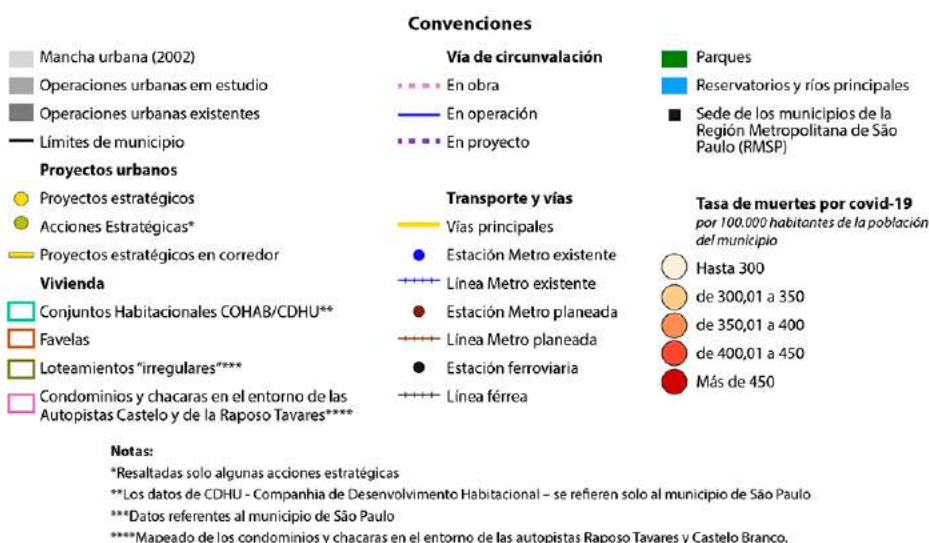 Convenciones
Mancha urbana (2002)
Operaciones urbanas em estudio
Operaciones urbanas existentes
Límites de municipio
Proyectos urbanos
Proyectos estratégicos
Acciones Estratégicas*
Proyectos estratégicos en corredor
Vivienda
Conjuntos Habitacionales COHAB/CDHU**
Favelas
Loteamientos "irregulares"***
Condominios y chacaras en el entorno de las
Autopistas Castelo y de la Raposo Tavares****
Vía de circunvalación
En obra
En operación
En proyecto
Transporte y vías
Vías principales
Estación Metro existente
Línea Metro existente
Estación Metro planeada
Línea Metro planeada
Estación ferroviaria
Línea férrea
Parques
Reservatorios y ríos principales
Sede de los municipios de la
Región Metropolitana de São
Paulo (RMSP)
Tasa de muertes por covid-19
por 100.000 habitantes de la población
del municipio
Hasta 300
de 300,01 a 350
de 350,01 a 400
de 400,01 a 450
Más de 450
Notas:
*Resaltadas solo algunas acciones estratégicas
**Los datos de CDHU - Companhia de Desenvolvimento Habitacional – se refieren solo al municipio de São Paulo
***Datos referentes al municipio de São Paulo
****Mapeado de los condominios y chacaras en el entorno de las autopistas Raposo Tavares y Castelo Branco.